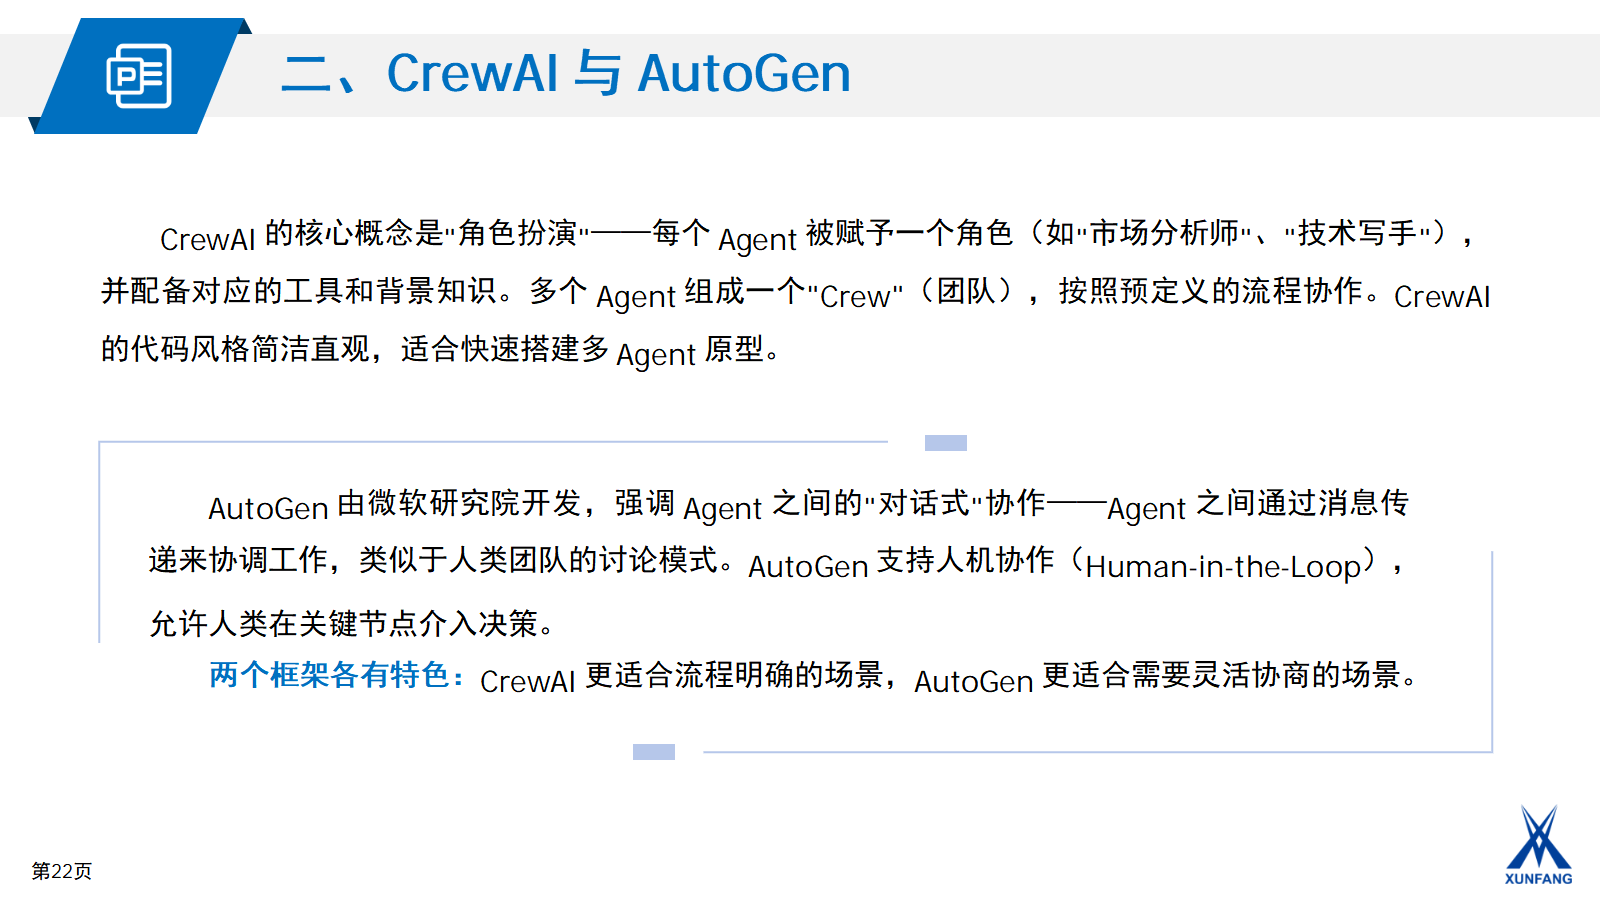 二、CrewAI 与 AutoGen
CrewAI 的核心概念是"角色扮演"——每个 Agent 被赋予一个角色（如"市场分析师"、"技术写手"），
并配备对应的工具和背景知识。多个 Agent 组成一个"Crew"（团队），按照预定义的流程协作。CrewAI
的代码风格简洁直观，适合快速搭建多 Agent 原型。
AutoGen 由微软研究院开发，强调 Agent 之间的"对话式"协作——Agent 之间通过消息传
递来协调工作，类似于人类团队的讨论模式。AutoGen 支持人机协作（Human-in-the-Loop），
允许人类在关键节点介入决策。
两个框架各有特色：CrewAI 更适合流程明确的场景，AutoGen 更适合需要灵活协商的场景。
第22页
XUNFANG